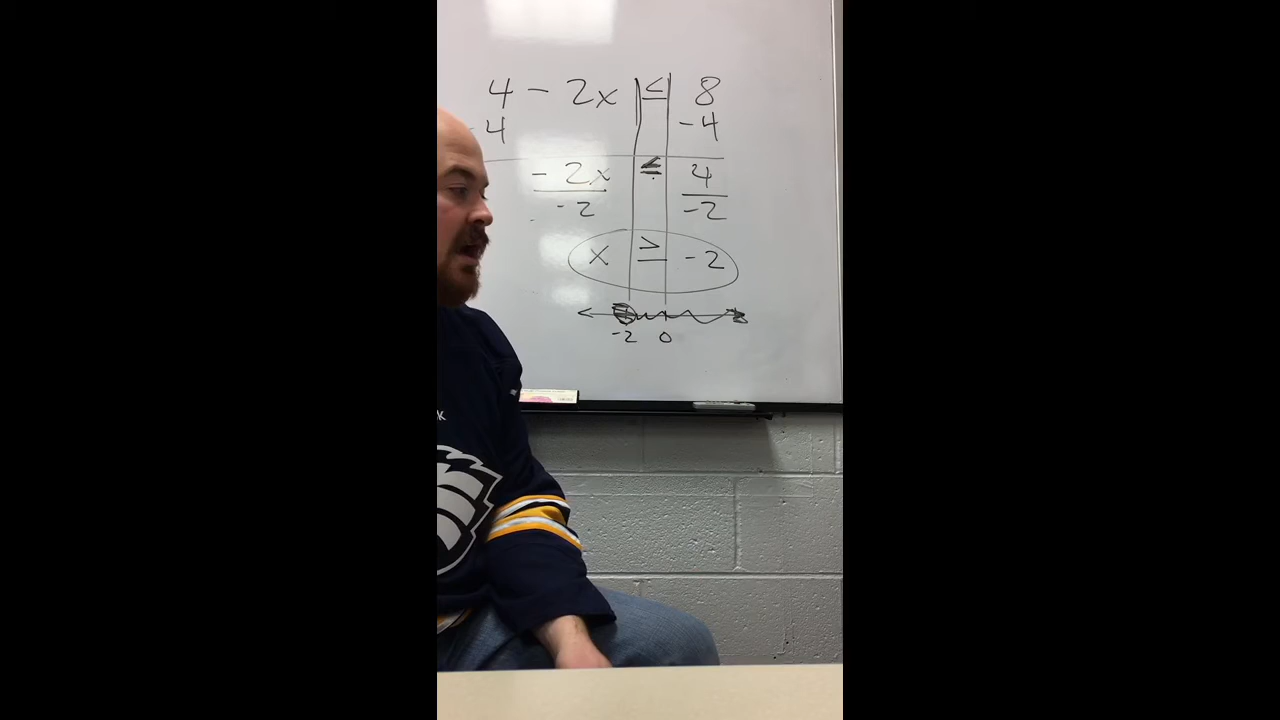 4 - 2x ≤ 8
-4 -4
-2x ≤ 4
-2 -2
x ≥ -2
-2 0
K